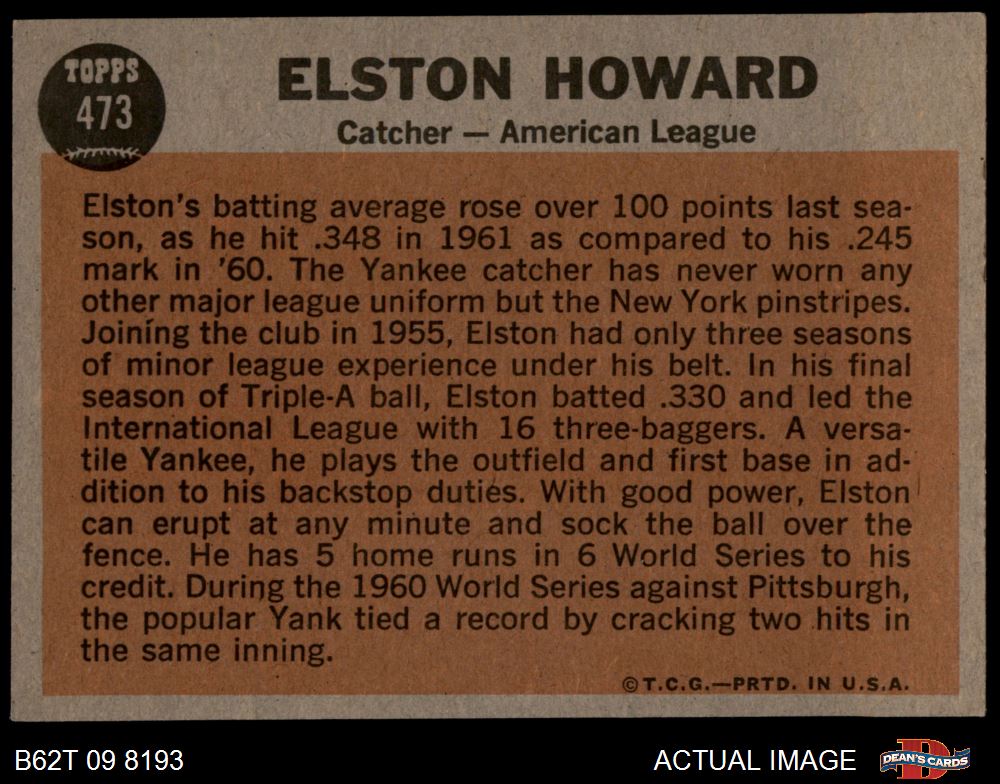 TOPPS
473
ELSTON HOWARD
Catcher — American League
Elston's batting average rose over 100 points last sea-
son, as he hit .348 in 1961 as compared to his .245
mark in '60. The Yankee catcher has never worn any
other major league uniform but the New York pinstripes.
Joining the club in 1955, Elston had only three seasons
of minor league experience under his belt. In his final
season of Triple-A ball, Elston batted .330 and led the
International League with 16 three-baggers. A versa-
tile Yankee, he plays the outfield and first base in ad-
dition to his backstop duties. With good power, Elston
can erupt at any minute and sock the ball over the
fence. He has 5 home runs in 6 World Series to his
credit. During the 1960 World Series against Pittsburgh,
the popular Yank tied a record by cracking two hits in
the same inning.
© T.C.G.—PRTD. IN U.S.A.
B62T 09 8193
ACTUAL IMAGE
D
DEAN'S CARDS